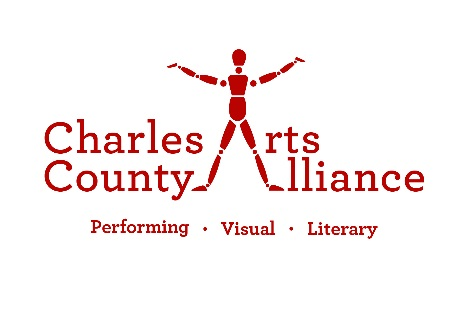 Charles Arts
County Alliance
Performing • Visual • Literary